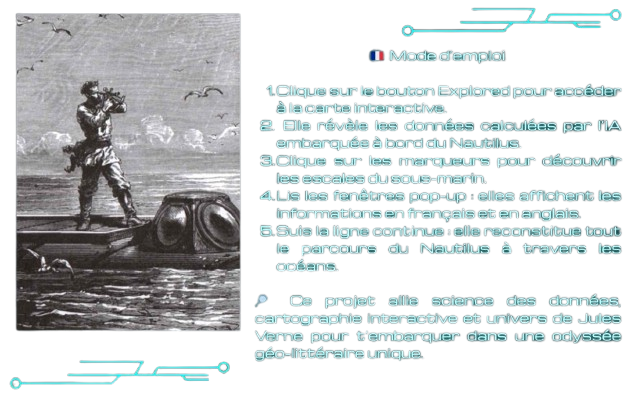 🇫🇷 Mode d'emploi
1. Clique sur le bouton Explored pour accéder
à la carte interactive.
2. Elle révèle les données calculées par l'IA
embarquée à bord du Nautilus.
3. Clique sur les marqueurs pour découvrir
les escales du sous-marin.
4. Lis les fenêtres pop-up : elles affichent les
informations en français et en anglais.
5. Suis la ligne continue : elle reconstitue tout
le parcours du Nautilus à travers les
océans.
🔎 Ce projet allie science des données,
cartographie interactive et univers de Jules
Verne pour t'embarquer dans une odyssée
géo-littéraire unique.